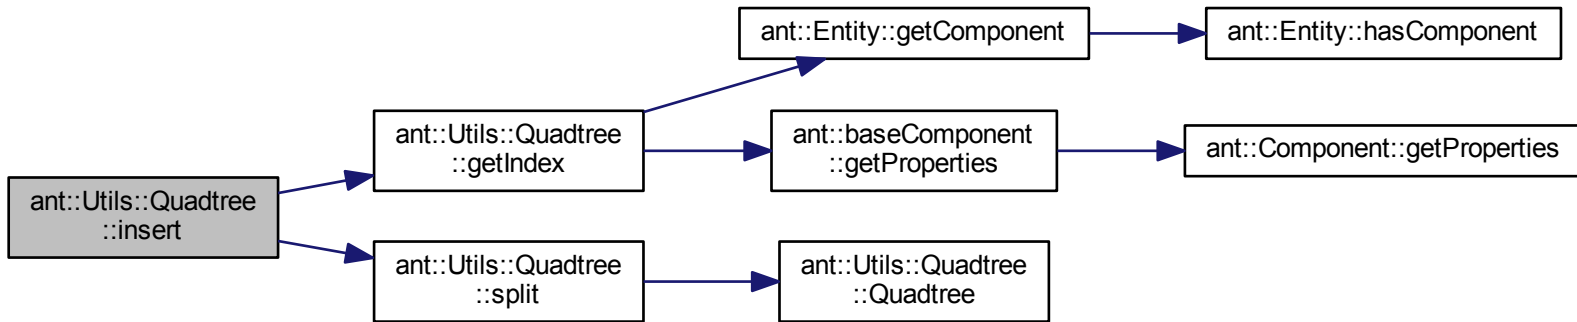 ant::Utils::Quadtree
::insert
ant::Utils::Quadtree
::getIndex
ant::Entity::getComponent
ant::Entity::hasComponent
ant::baseComponent
::getProperties
ant::Component::getProperties
ant::Utils::Quadtree
::split
ant::Utils::Quadtree
::Quadtree